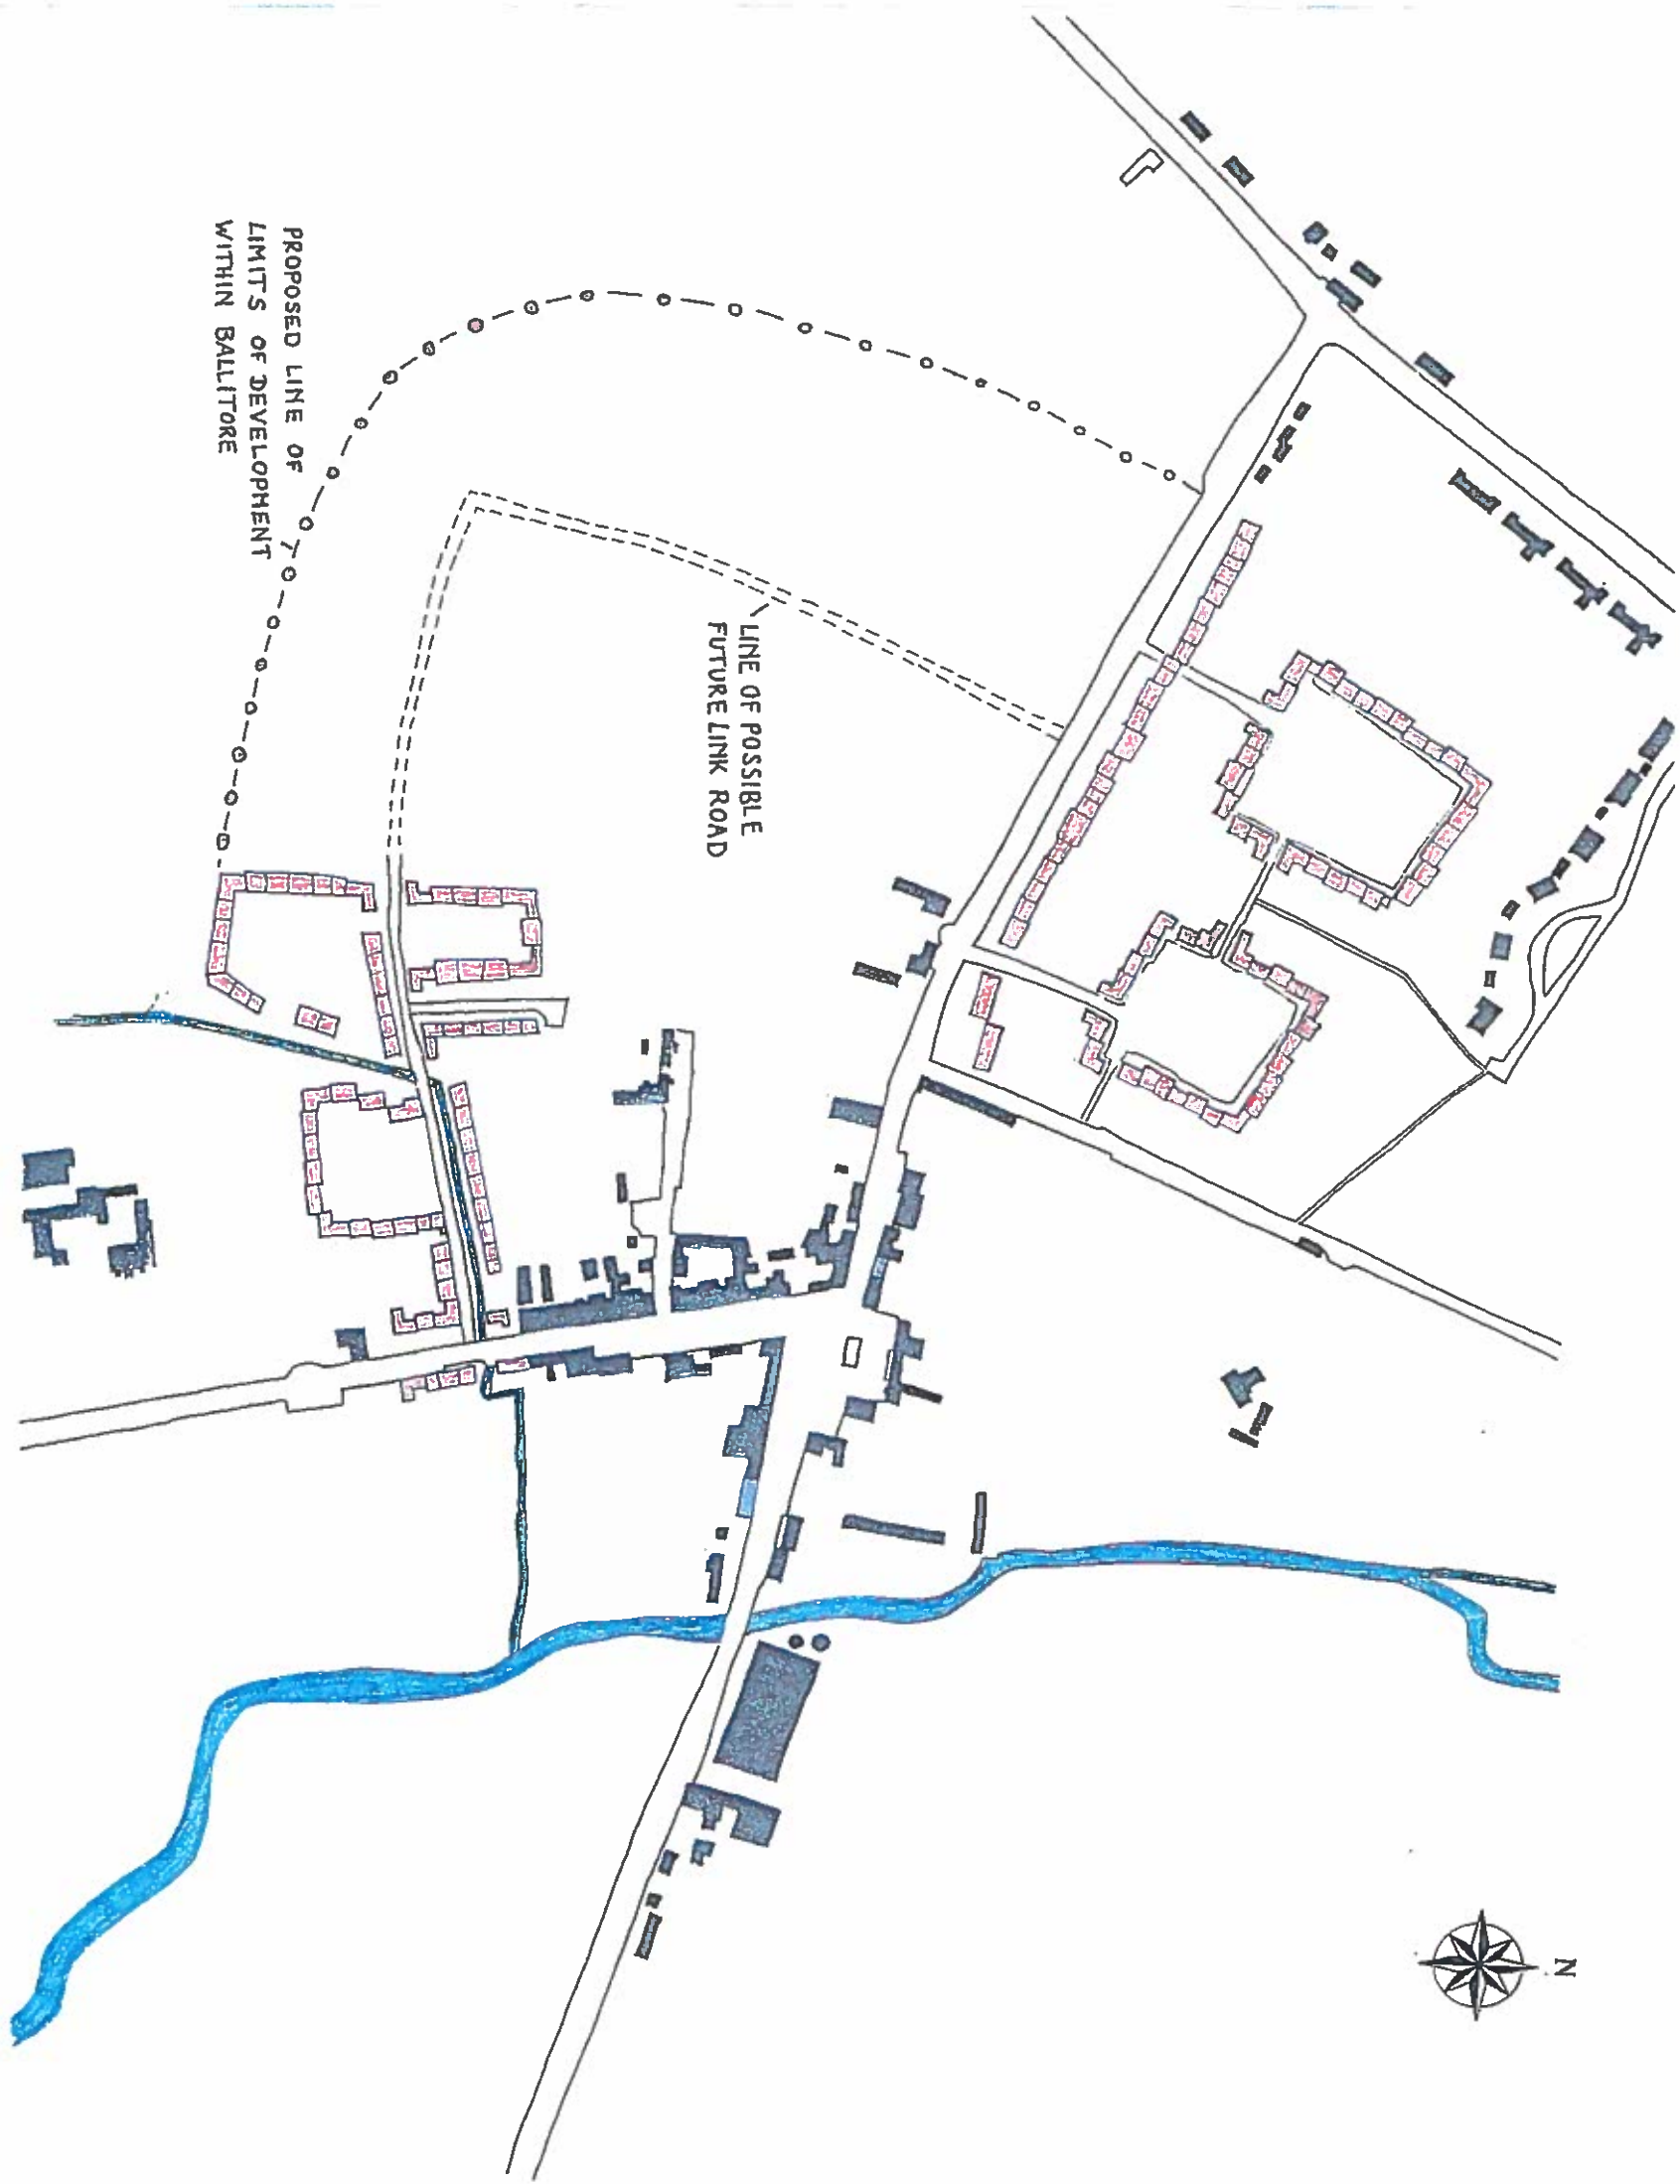 PROPOSED LINE OF
LIMITS OF DEVELOPMENT
WITHIN BALLITORE
LINE OF POSSIBLE
FUTURE LINK ROAD
N